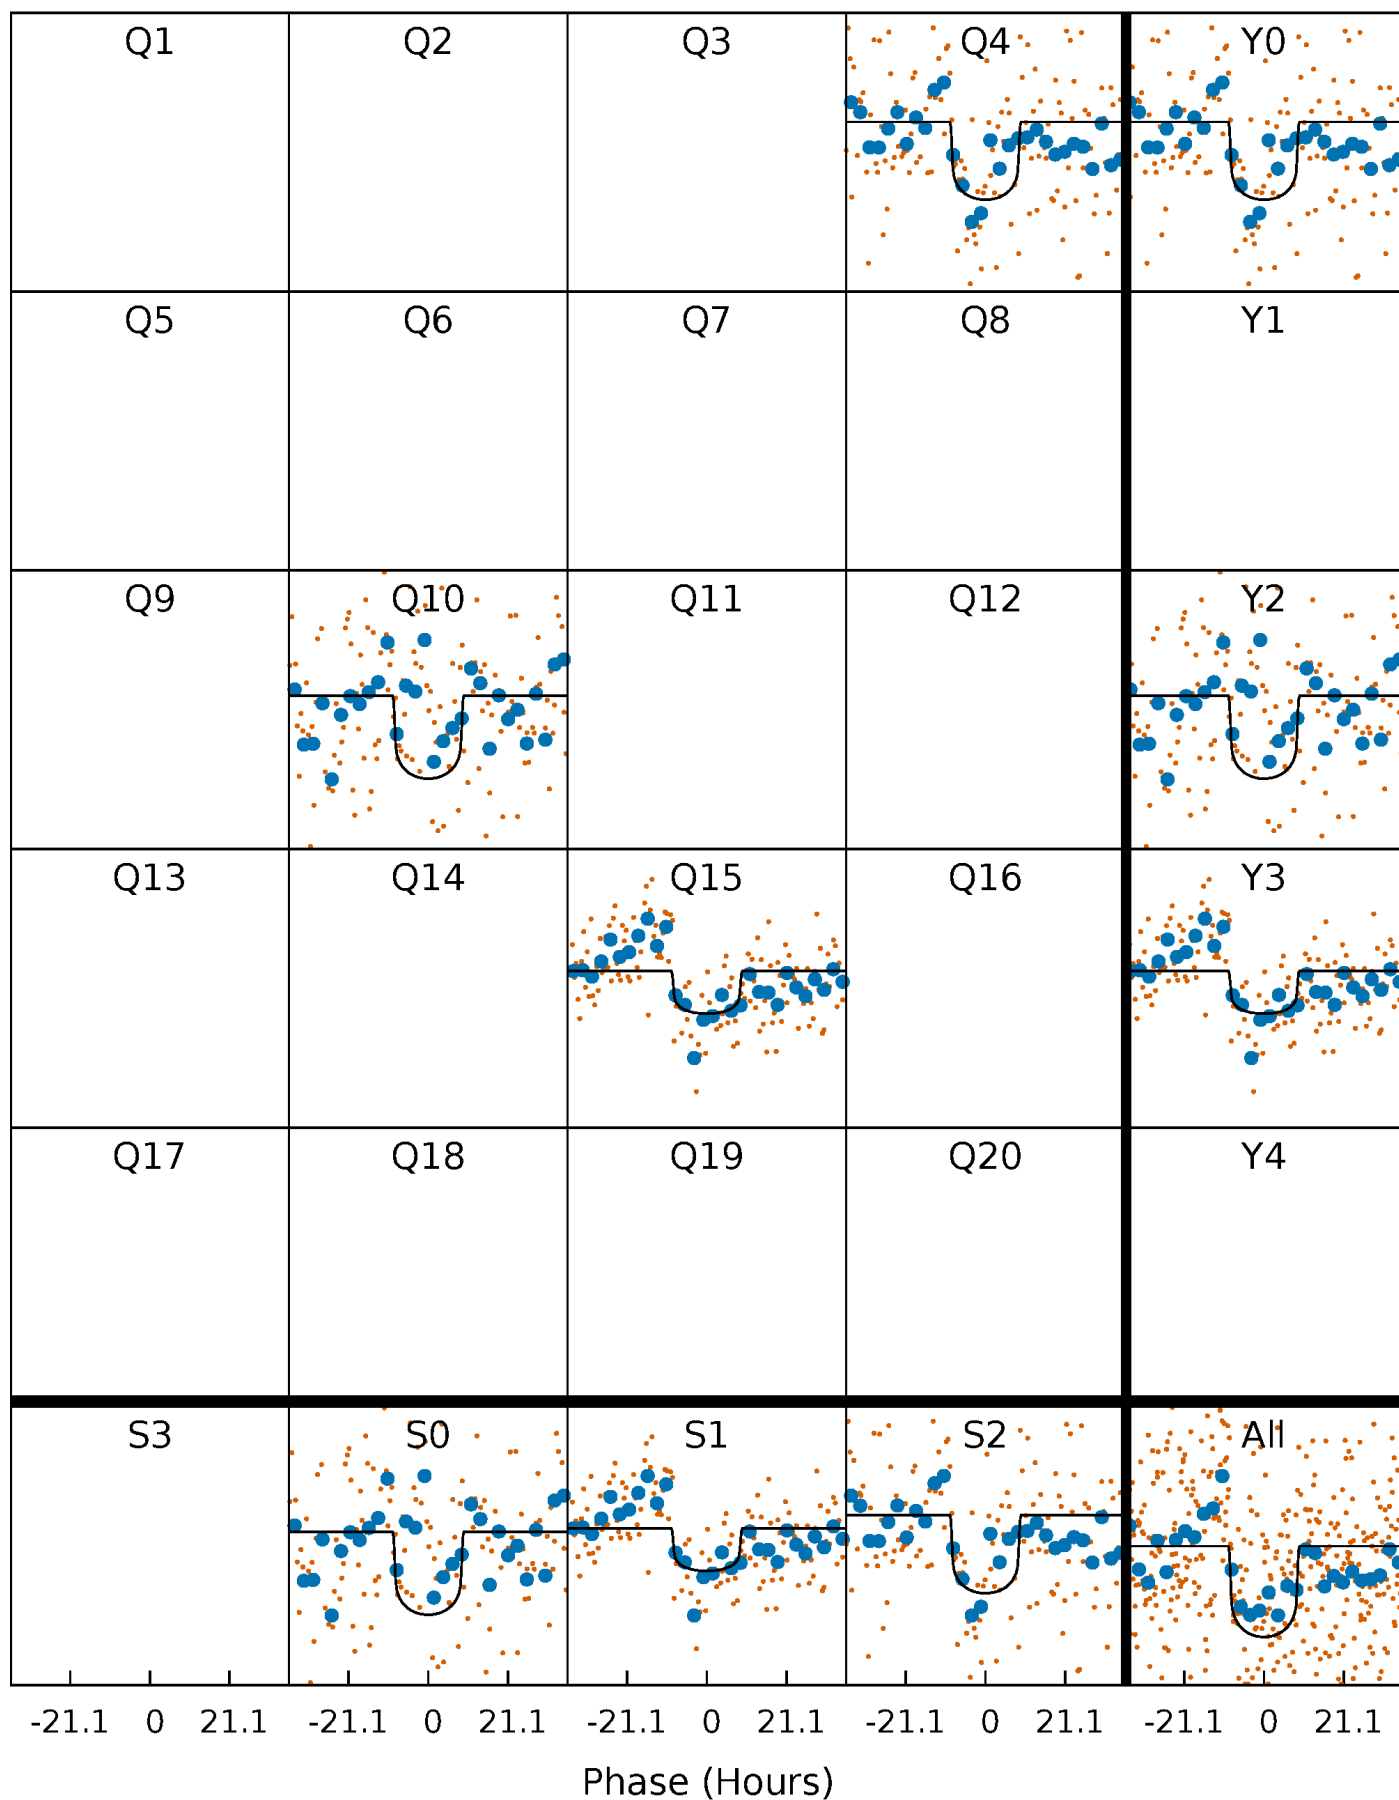 Q1 Q2 Q3 Q4 Y0
Q5 Q6 Q7 Q8 Y1
Q9 Q10 Q11 Q12 Y2
Q13 Q14 Q15 Q16 Y3
Q17 Q18 Q19 Q20 Y4
S3 S0 S1 S2 All
-21.1 0 21.1 -21.1 0 21.1 -21.1 0 21.1 -21.1 0 21.1 -21.1 0 21.1
Phase (Hours)